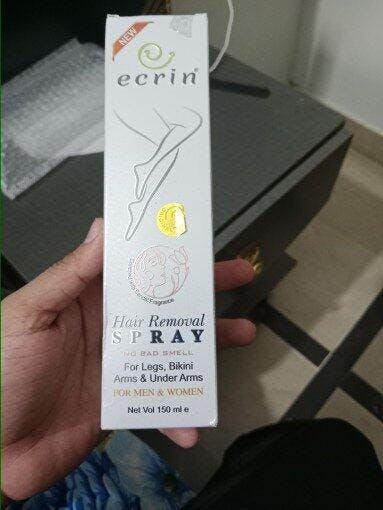 NEW
ecrin®
Hair Removal
SPRAY
NO BAD SMELL
For Legs, Bikini
Arms & Under Arms
FOR MEN & WOMEN
Net Vol 150 ml e